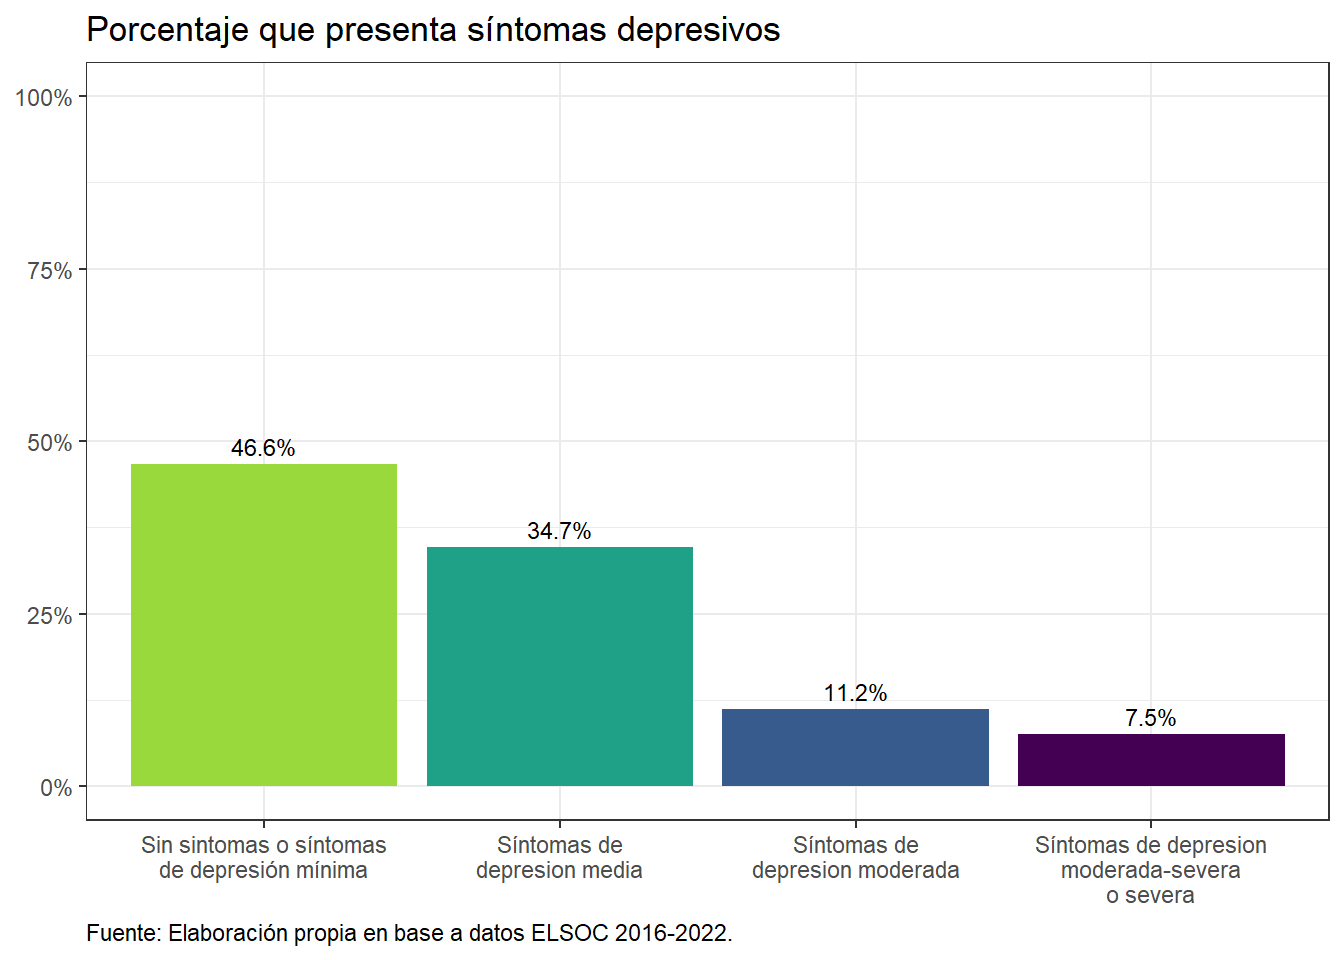 Porcentaje que presenta síntomas depresivos
100%
75%
50%
25%
0%
46.6%
34.7%
11.2%
7.5%
Sin sintomas o síntomas
de depresión mínima
Síntomas de
depresion media
Síntomas de
depresion moderada
Síntomas de depresion
moderada-severa
o severa
Fuente: Elaboración propia en base a datos ELSOC 2016-2022.